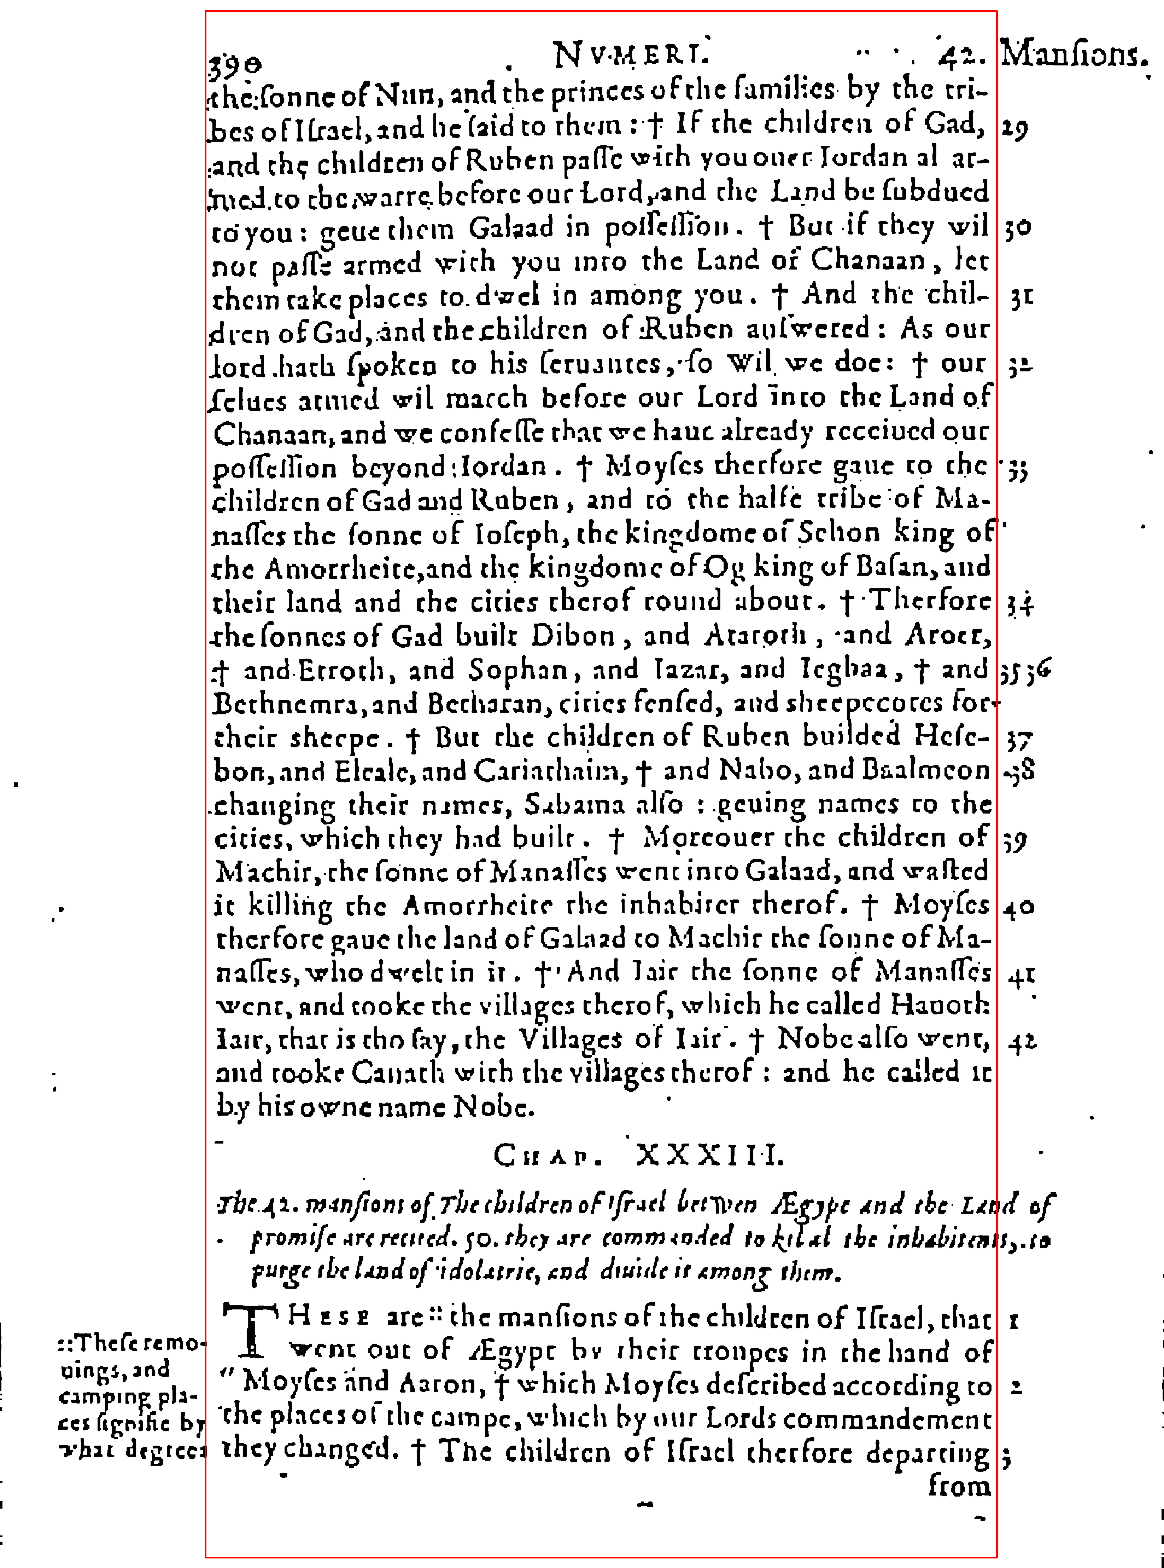 390 NVMERI. 42. Manſions.
the ſonne of Nun, and the princes of the families by the tri-
bes of Iſrael, and he ſaid to them : † If the children of Gad, 29
and the children of Ruben paſſe with you ouer Iordan al ar-
med to the warre before our Lord, and the Land be ſubdued
to you : geue them Galaad in poſſeſſion. † But if they wil 30
not paſſe armed with you into the Land of Chanaan, let
them take places to dwel in among you. † And the chil- 31
dren of Gad, and the children of Ruben anſwered : As our
lord hath ſpoken to his ſeruantes, ſo wil we doe: † our 32
ſelues armed wil march before our Lord into the Land of
Chanaan, and we confeſſe that we haue already receiued our
poſſeſſion beyond Iordan. † Moyſes therfore gaue to the 33
children of Gad and Ruben, and to the halfe tribe of Ma-
naſſes the ſonne of Ioſeph, the kingdome of Sehon king of
the Amorrheite, and the kingdome of Og king of Baſan, and
their land and the cities therof round about. † Therfore 34
the ſonnes of Gad built Dibon, and Ataroth, and Aroer,
† and Etroth, and Sophan, and Iazar, and Iegbaa, † and 35 36
Bethnemra, and Betharan, cities fenſed, and sheepecotes for
their sheepe. † But the children of Ruben builded Heſe- 37
bon, and Eleale, and Cariathaim, † and Nabo, and Baalmeon 38
changing their names, Sabama alſo : geuing names to the
cities, which they had built. † Moreouer the children of 39
Machir, the ſonne of Manaſſes went into Galaad, and waſted
it killing the Amorrheite the inhabiter therof. † Moyſes 40
therfore gaue the land of Galaad to Machir the ſonne of Ma-
naſſes, who dwelt in it. † And Iair the ſonne of Manaſſes 41
went, and tooke the villages therof, which he called Hauoth
Iair, that is tho ſay, the Villages of Iair. † Nobe alſo went, 42
and tooke Canath with the villages therof : and he called it
by his owne name Nobe.
CHAP. XXXIII.
The 42. manſions of The children of Iſrael betwen Ægypt and the Land of
promiſe are recited. 50. they are commanded to kil al the inhabitants, to
purge the land of idolatrie, and diuide it among them.
THESE are :: the manſions of the children of Iſrael, that 1
went out of Ægypt by their troupes in the hand of
" Moyſes and Aaron, † which Moyſes deſcribed according to 2
the places of the campe, which by our Lords commandement
they changed. † The children of Iſrael therfore departing 3
from
::Theſe remo-
uings, and
camping pla-
ces ſignifie by
what degrees